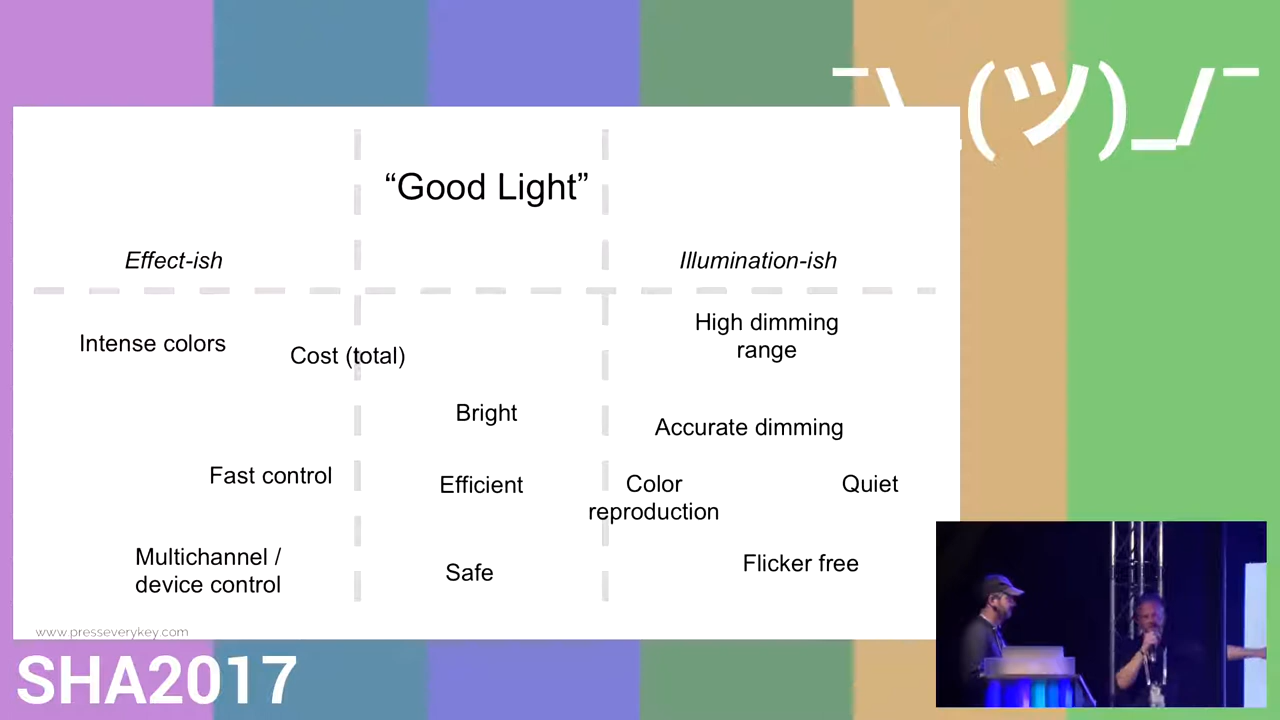 ¯\_(ツ)_/¯
“Good Light”
Effect-ish
Illumination-ish
Intense colors
Cost (total)
High dimming
range
Bright
Accurate dimming
Fast control
Efficient
Color
reproduction
Quiet
Multichannel /
device control
Safe
Flicker free
www.presseverykey.com
SHA2017